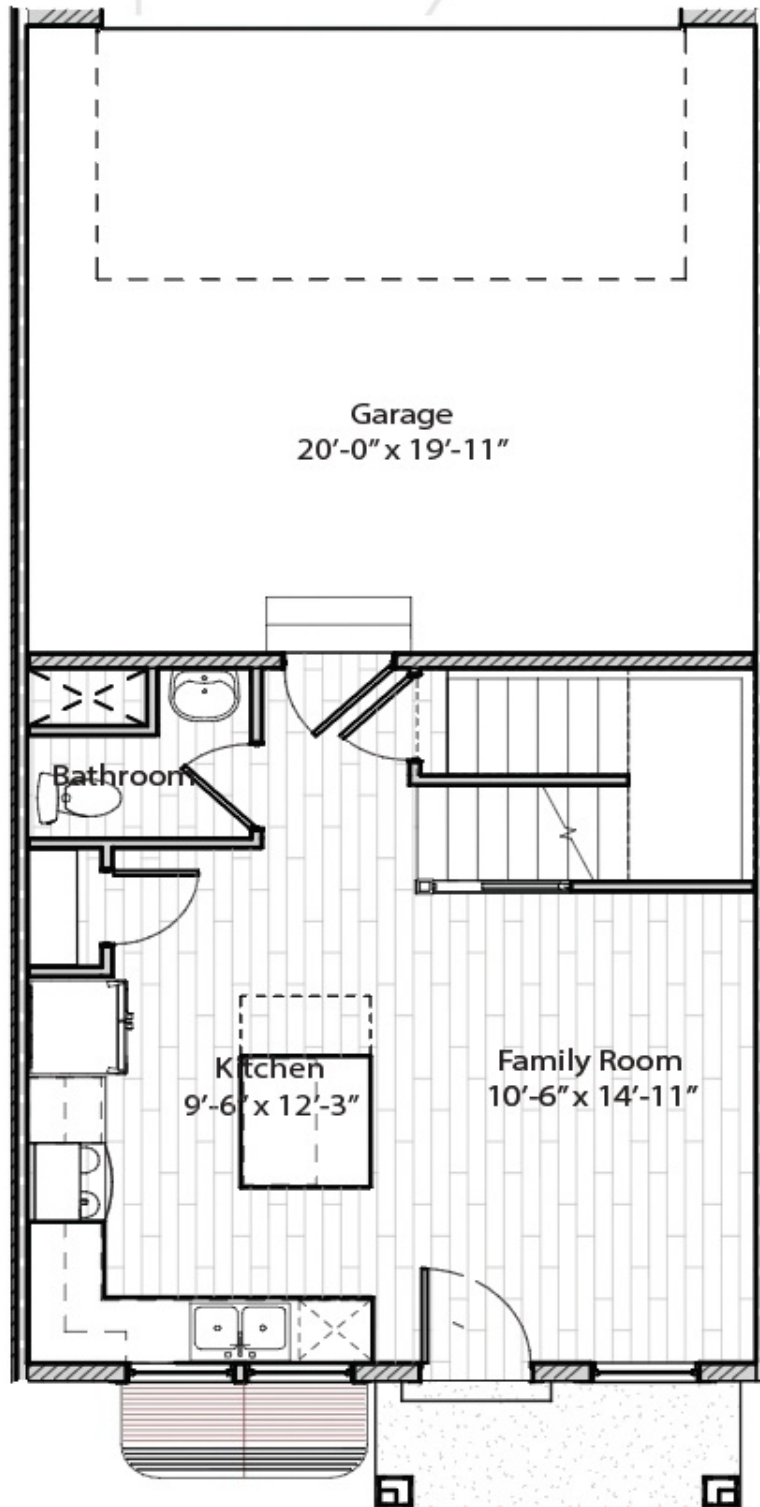 Garage
20′-0″ x 19′-11″
Bathroom
Kitchen
9′-6″ x 12′-3″
Family Room
10′-6″ x 14′-11″